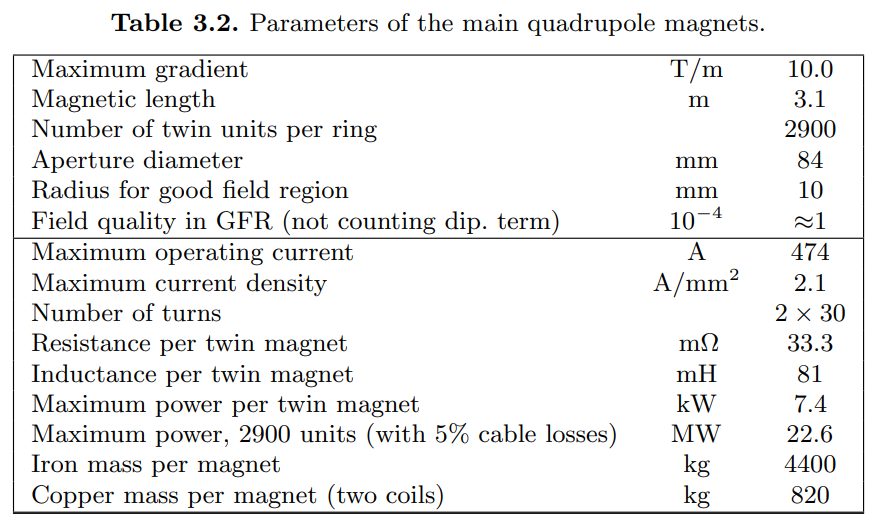 Table 3.2. Parameters of the main quadrupole magnets.
Maximum gradient T/m 10.0
Magnetic length m 3.1
Number of twin units per ring 2900
Aperture diameter mm 84
Radius for good field region mm 10
Field quality in GFR (not counting dip. term) 10⁻⁴ ≈1
Maximum operating current A 474
Maximum current density A/mm² 2.1
Number of turns 2 × 30
Resistance per twin magnet mΩ 33.3
Inductance per twin magnet mH 81
Maximum power per twin magnet kW 7.4
Maximum power, 2900 units (with 5% cable losses) MW 22.6
Iron mass per magnet kg 4400
Copper mass per magnet (two coils) kg 820